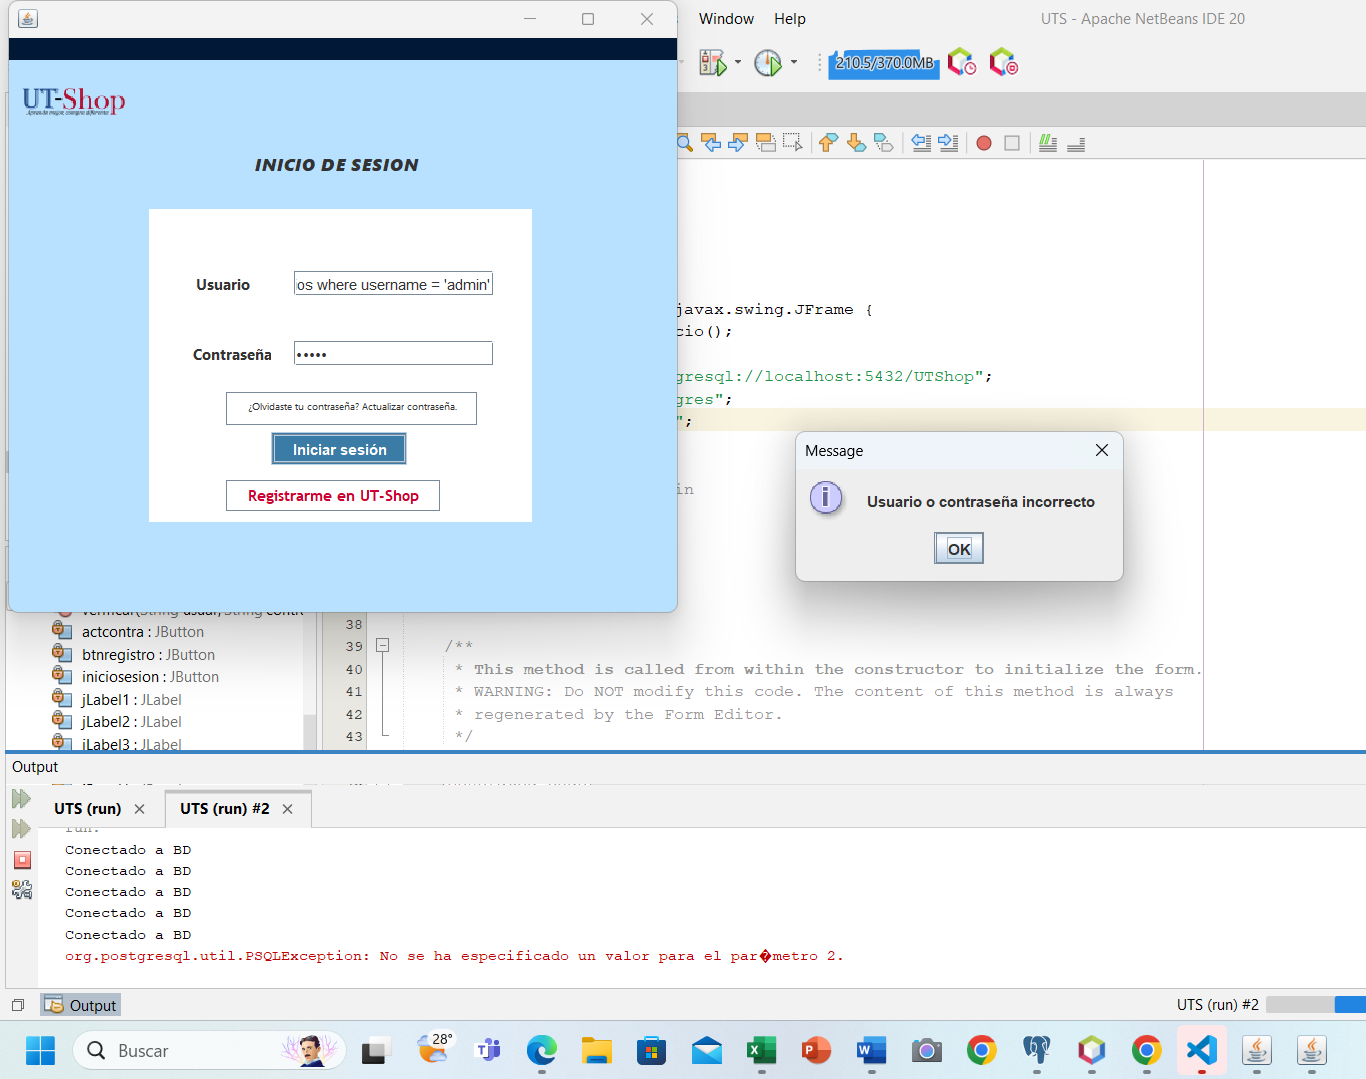 Window Help UTS - Apache NetBeans IDE 20
210.5/370.0MB
UT-Shop
INICIO DE SESION
Usuario os where username = 'admin'
Contraseña •••••
¿Olvidaste tu contraseña? Actualizar contraseña.
Iniciar sesión
Registrarme en UT-Shop
javax.swing.JFrame {
cio();
gresql://localhost:5432/UTShop";
gres";
";
in
Message
Usuario o contraseña incorrecto
OK
actcontra : JButton
btnregistro : JButton
iniciosesion : JButton
jLabel1 : JLabel
jLabel2 : JLabel
jLabel3 : JLabel
38
39 /**
40 * This method is called from within the constructor to initialize the form.
41 * WARNING: Do NOT modify this code. The content of this method is always
42 * regenerated by the Form Editor.
43 */
Output
UTS (run) UTS (run) #2
run:
Conectado a BD
Conectado a BD
Conectado a BD
Conectado a BD
Conectado a BD
org.postgresql.util.PSQLException: No se ha especificado un valor para el par�metro 2.
Output UTS (run) #2
Buscar 28°